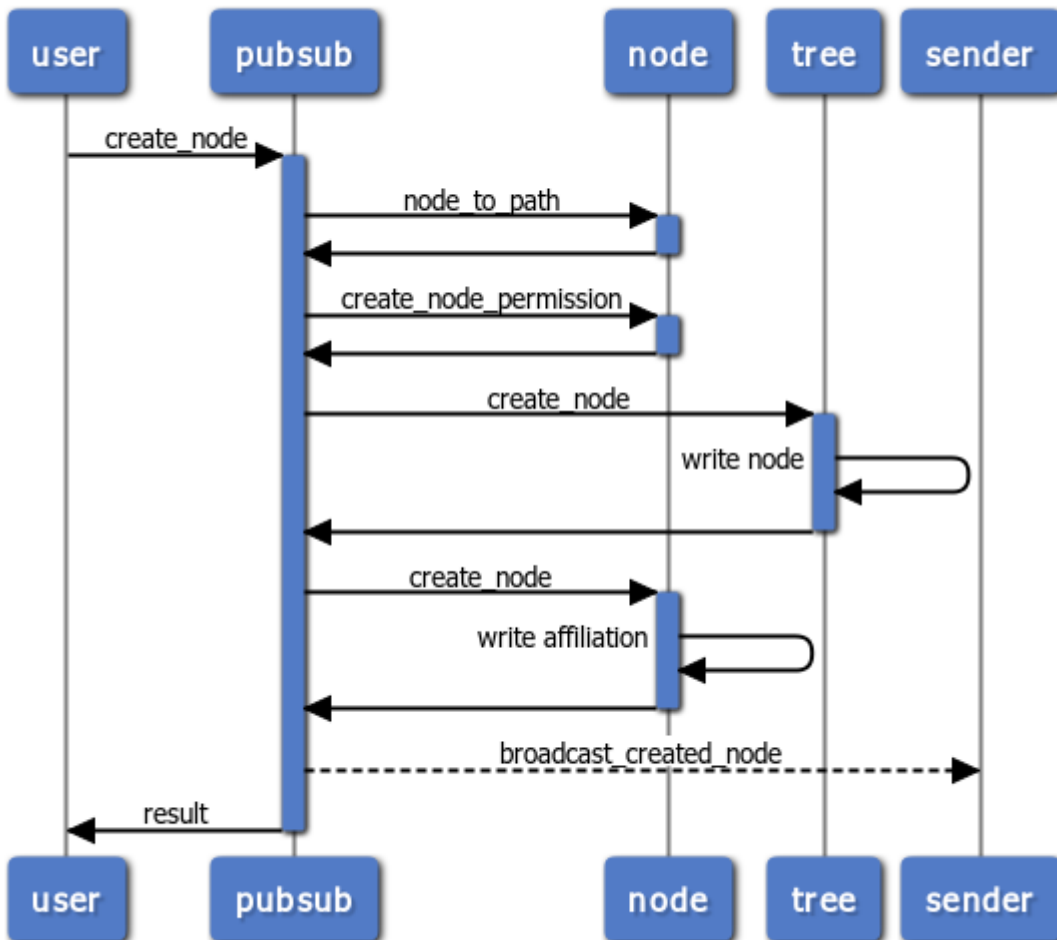 user pubsub node tree sender
create_node
node_to_path
create_node_permission
create_node
write node
create_node
write affiliation
broadcast_created_node
result
user pubsub node tree sender